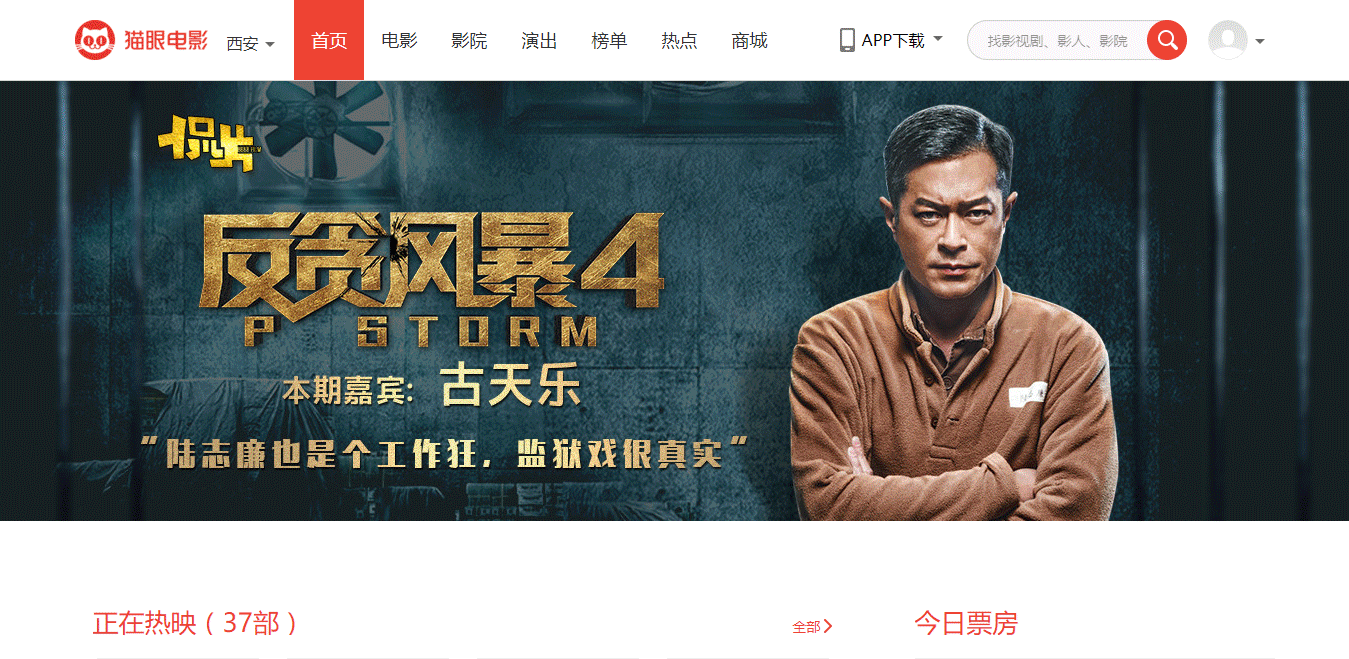 猫眼电影
西安
首页
电影
影院
演出
榜单
热点
商城
APP下载
找影视剧、影人、影院
侃片
反贪风暴4
P STORM
本期嘉宾: 古天乐
“陆志廉也是个工作狂，监狱戏很真实”
正在热映（37部）
全部
今日票房